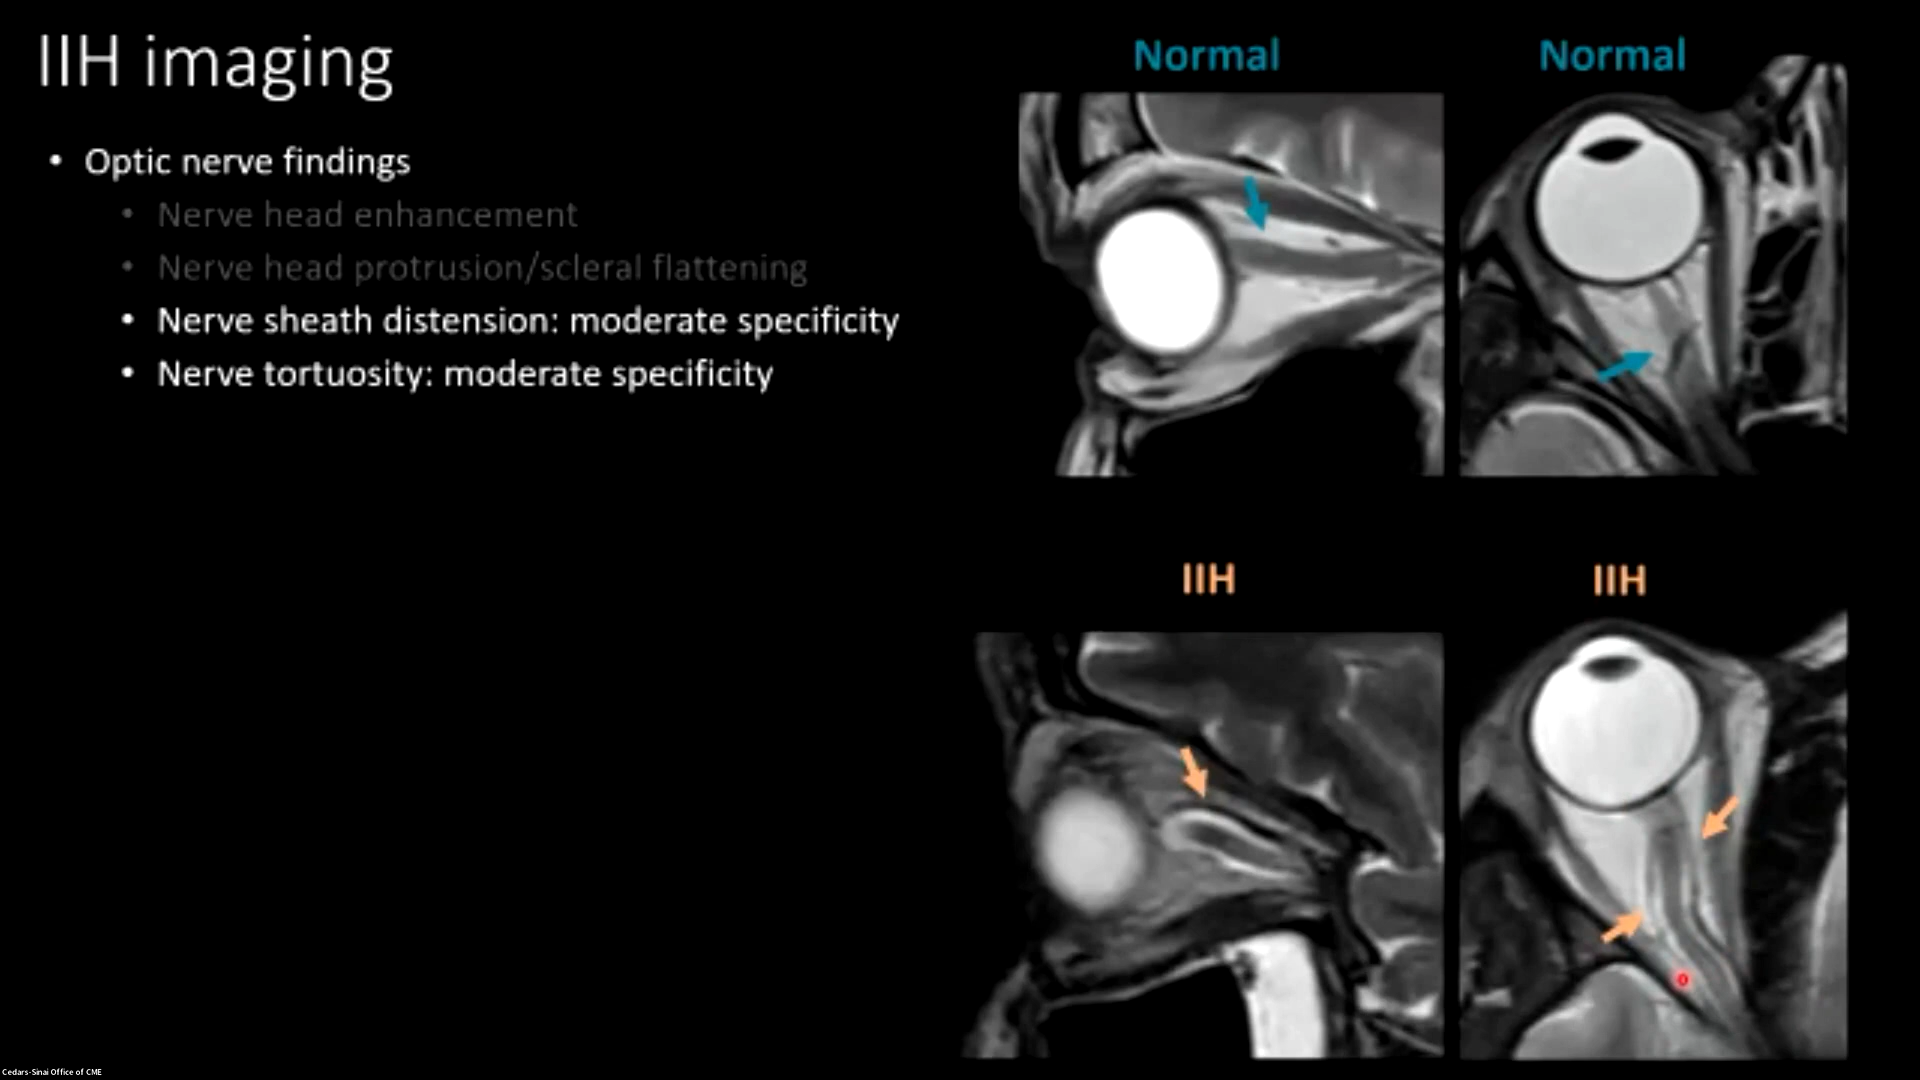 IIH imaging
• Optic nerve findings
• Nerve head enhancement
• Nerve head protrusion/scleral flattening
• Nerve sheath distension: moderate specificity
• Nerve tortuosity: moderate specificity
Normal
Normal
IIH
IIH
Cedars-Sinai Office of CME